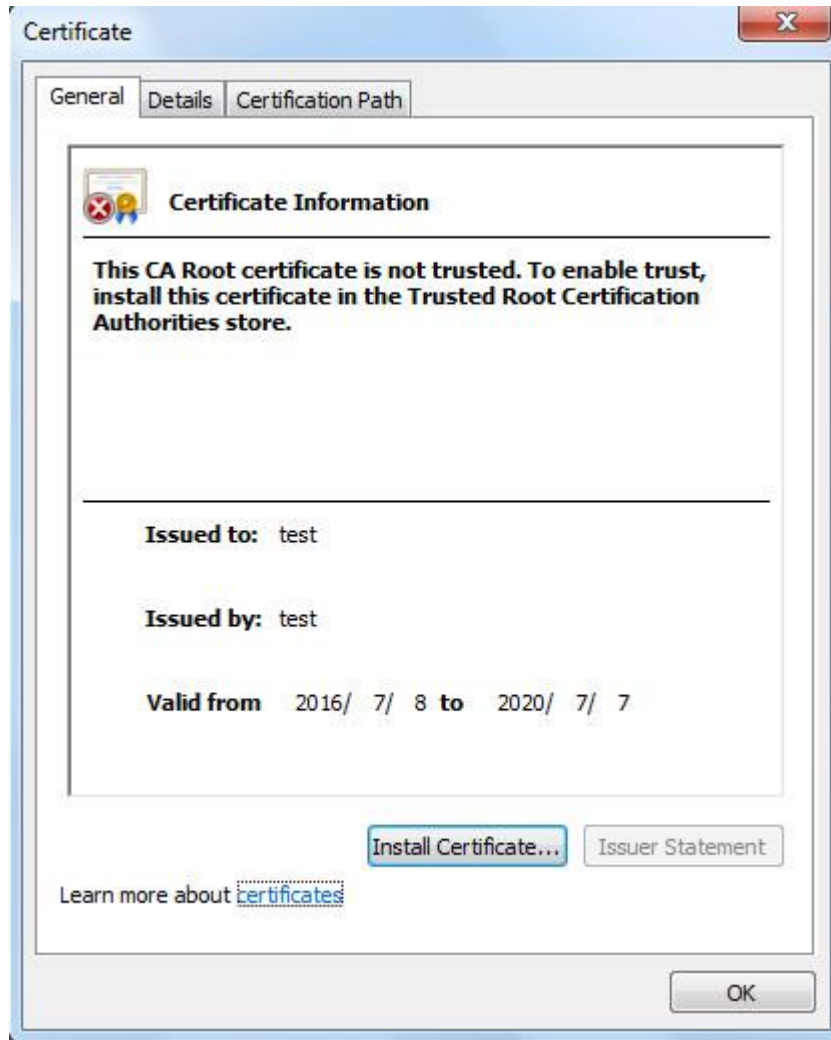 Certificate
General Details Certification Path
Certificate Information
This CA Root certificate is not trusted. To enable trust,
install this certificate in the Trusted Root Certification
Authorities store.
Issued to: test
Issued by: test
Valid from 2016/ 7/ 8 to 2020/ 7/ 7
Install Certificate... Issuer Statement
Learn more about certificates
OK